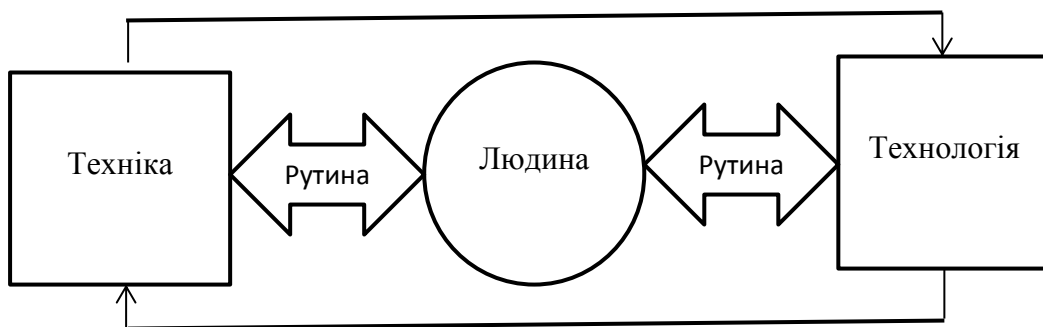 Техніка
Рутина
Людина
Рутина
Технологія